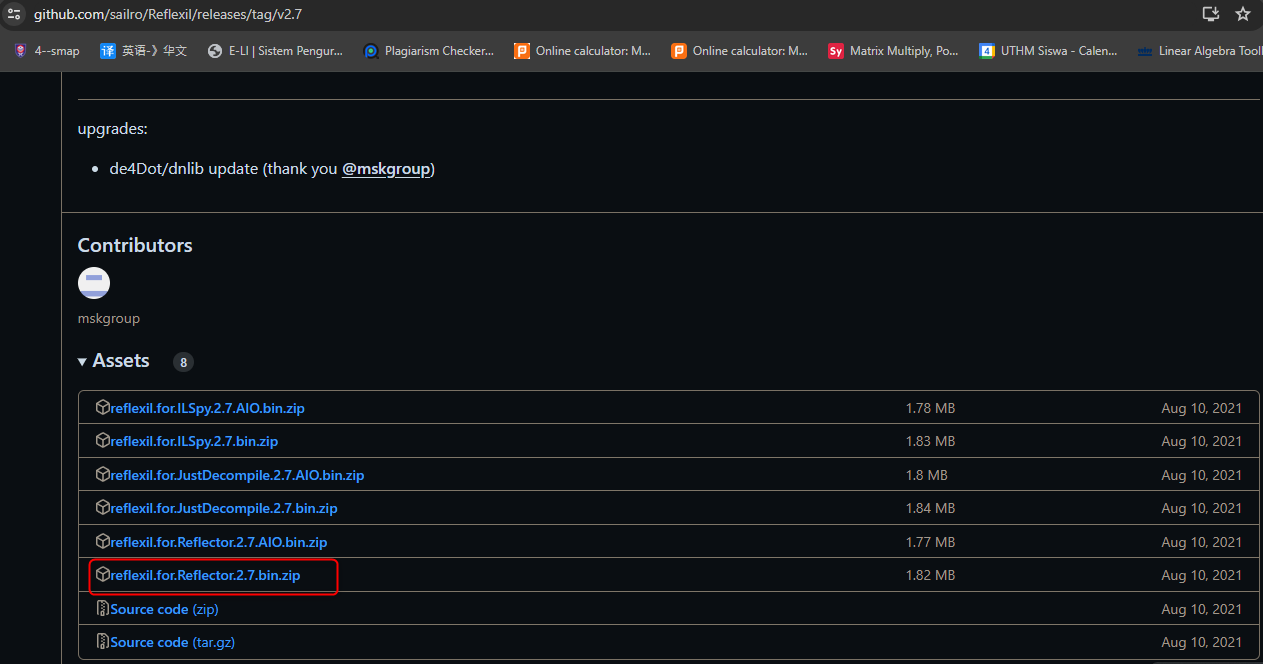 github.com/sailro/Reflexil/releases/tag/v2.7
4--smap 译 英语-》华文 E-LI | Sistem Pengur... Plagiarism Checker... Online calculator: M... Online calculator: M... Sy Matrix Multiply, Po... 4 UTHM Siswa - Calen... Linear Algebra Tool
upgrades:
• de4Dot/dnlib update (thank you @mskgroup)
Contributors
mskgroup
Assets 8
reflexil.for.ILSpy.2.7.AIO.bin.zip 1.78 MB Aug 10, 2021
reflexil.for.ILSpy.2.7.bin.zip 1.83 MB Aug 10, 2021
reflexil.for.JustDecompile.2.7.AIO.bin.zip 1.8 MB Aug 10, 2021
reflexil.for.JustDecompile.2.7.bin.zip 1.84 MB Aug 10, 2021
reflexil.for.Reflector.2.7.AIO.bin.zip 1.77 MB Aug 10, 2021
reflexil.for.Reflector.2.7.bin.zip 1.82 MB Aug 10, 2021
Source code (zip) Aug 10, 2021
Source code (tar.gz) Aug 10, 2021